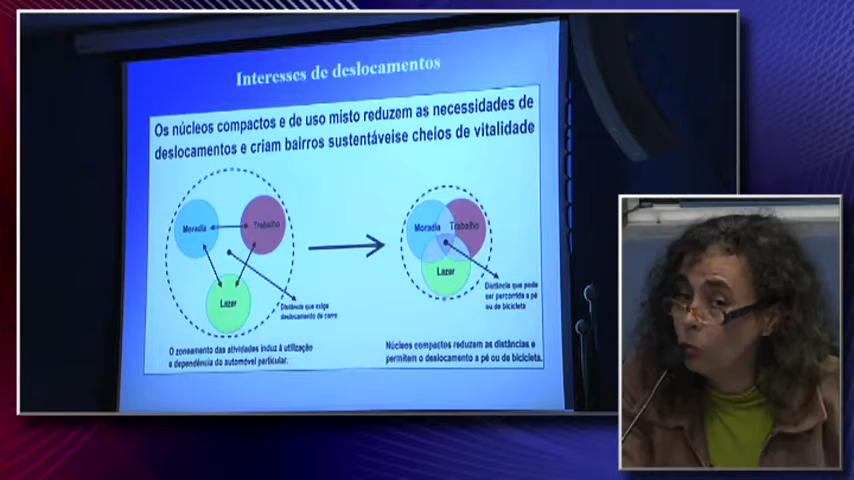 Interesses de deslocamentos
Os núcleos compactos e de uso misto reduzem as necessidades de
deslocamentos e criam bairros sustentáveise cheios de vitalidade
Moradia
Trabalho
Lazer
Distância que exige
deslocamento de carro
O zoneamento das atividades induz à utilização
e dependência do automóvel particular.
Moradia
Trabalho
Lazer
Distância que pode
ser percorrida a pé
ou de bicicleta
Núcleos compactos reduzem as distâncias e
permitem o deslocamento a pé ou de bicicleta.